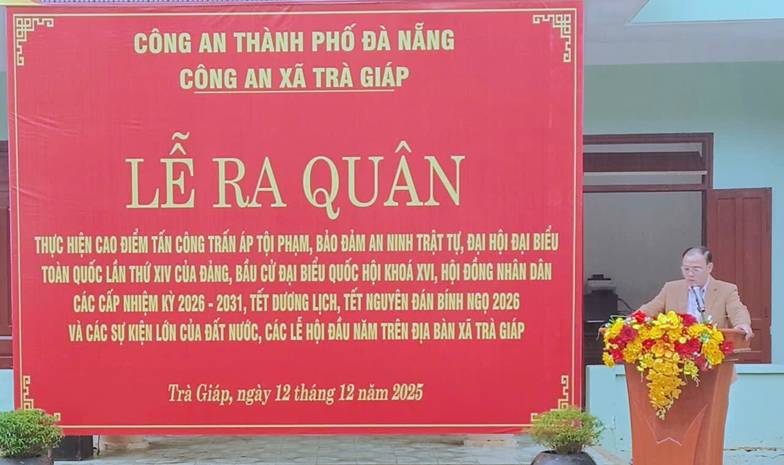 CÔNG AN THÀNH PHỐ ĐÀ NẴNG
CÔNG AN XÃ TRÀ GIÁP
LỄ RA QUÂN
THỰC HIỆN CAO ĐIỂM TẤN CÔNG TRẤN ÁP TỘI PHẠM, BẢO ĐẢM AN NINH TRẬT TỰ, ĐẠI HỘI ĐẠI BIỂU
TOÀN QUỐC LẦN THỨ XIV CỦA ĐẢNG, BẦU CỬ ĐẠI BIỂU QUỐC HỘI KHOÁ XVI, HỘI ĐỒNG NHÂN DÂN
CÁC CẤP NHIỆM KỲ 2026 - 2031, TẾT DƯƠNG LỊCH, TẾT NGUYÊN ĐÁN BÍNH NGỌ 2026
VÀ CÁC SỰ KIỆN LỚN CỦA ĐẤT NƯỚC, CÁC LỄ HỘI ĐẦU NĂM TRÊN ĐỊA BÀN XÃ TRÀ GIÁP
Trà Giáp, ngày 12 tháng 12 năm 2025